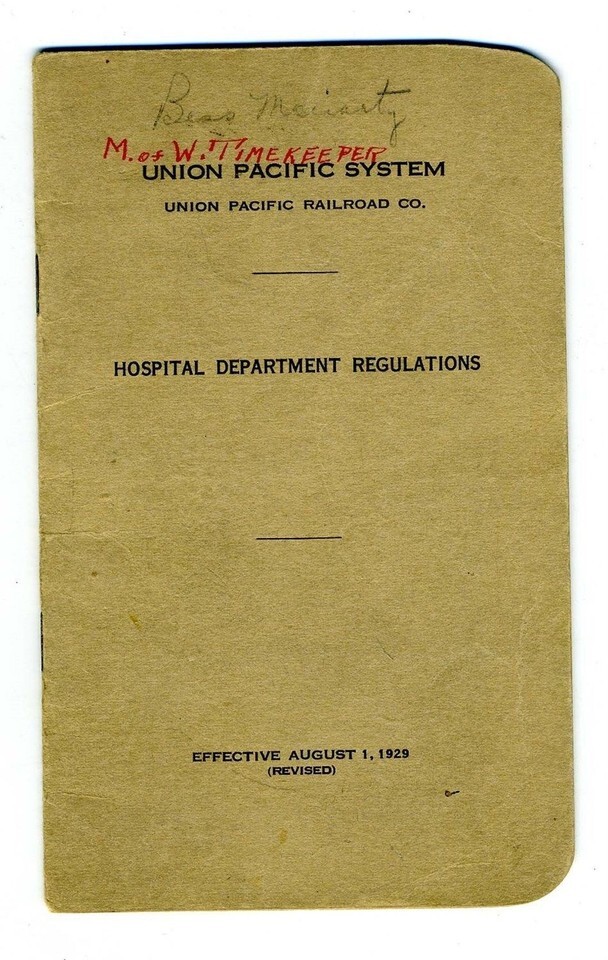 Bess Moriarty
M. of W. TIMEKEEPER
UNION PACIFIC SYSTEM
UNION PACIFIC RAILROAD CO.
HOSPITAL DEPARTMENT REGULATIONS
EFFECTIVE AUGUST 1, 1929
(REVISED)